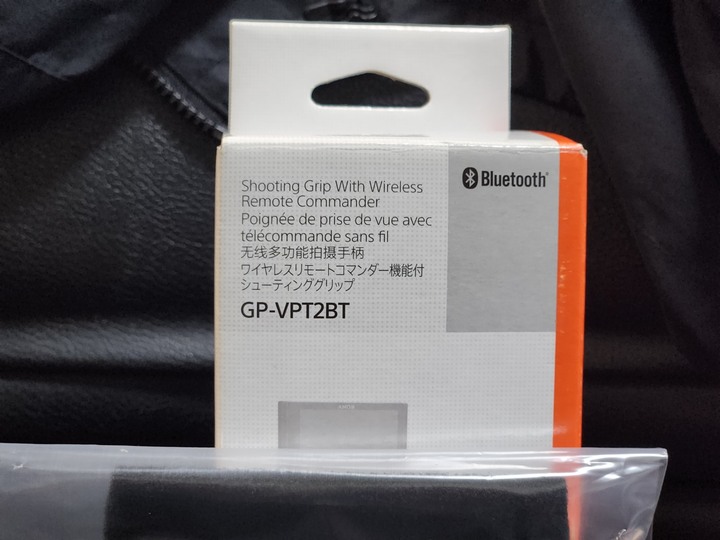 Bluetooth®
Shooting Grip With Wireless
Remote Commander
Poignée de prise de vue avec
télécommande sans fil
无线多功能拍摄手柄
ワイヤレスリモートコマンダー機能付
シューティンググリップ
GP-VPT2BT
SONY